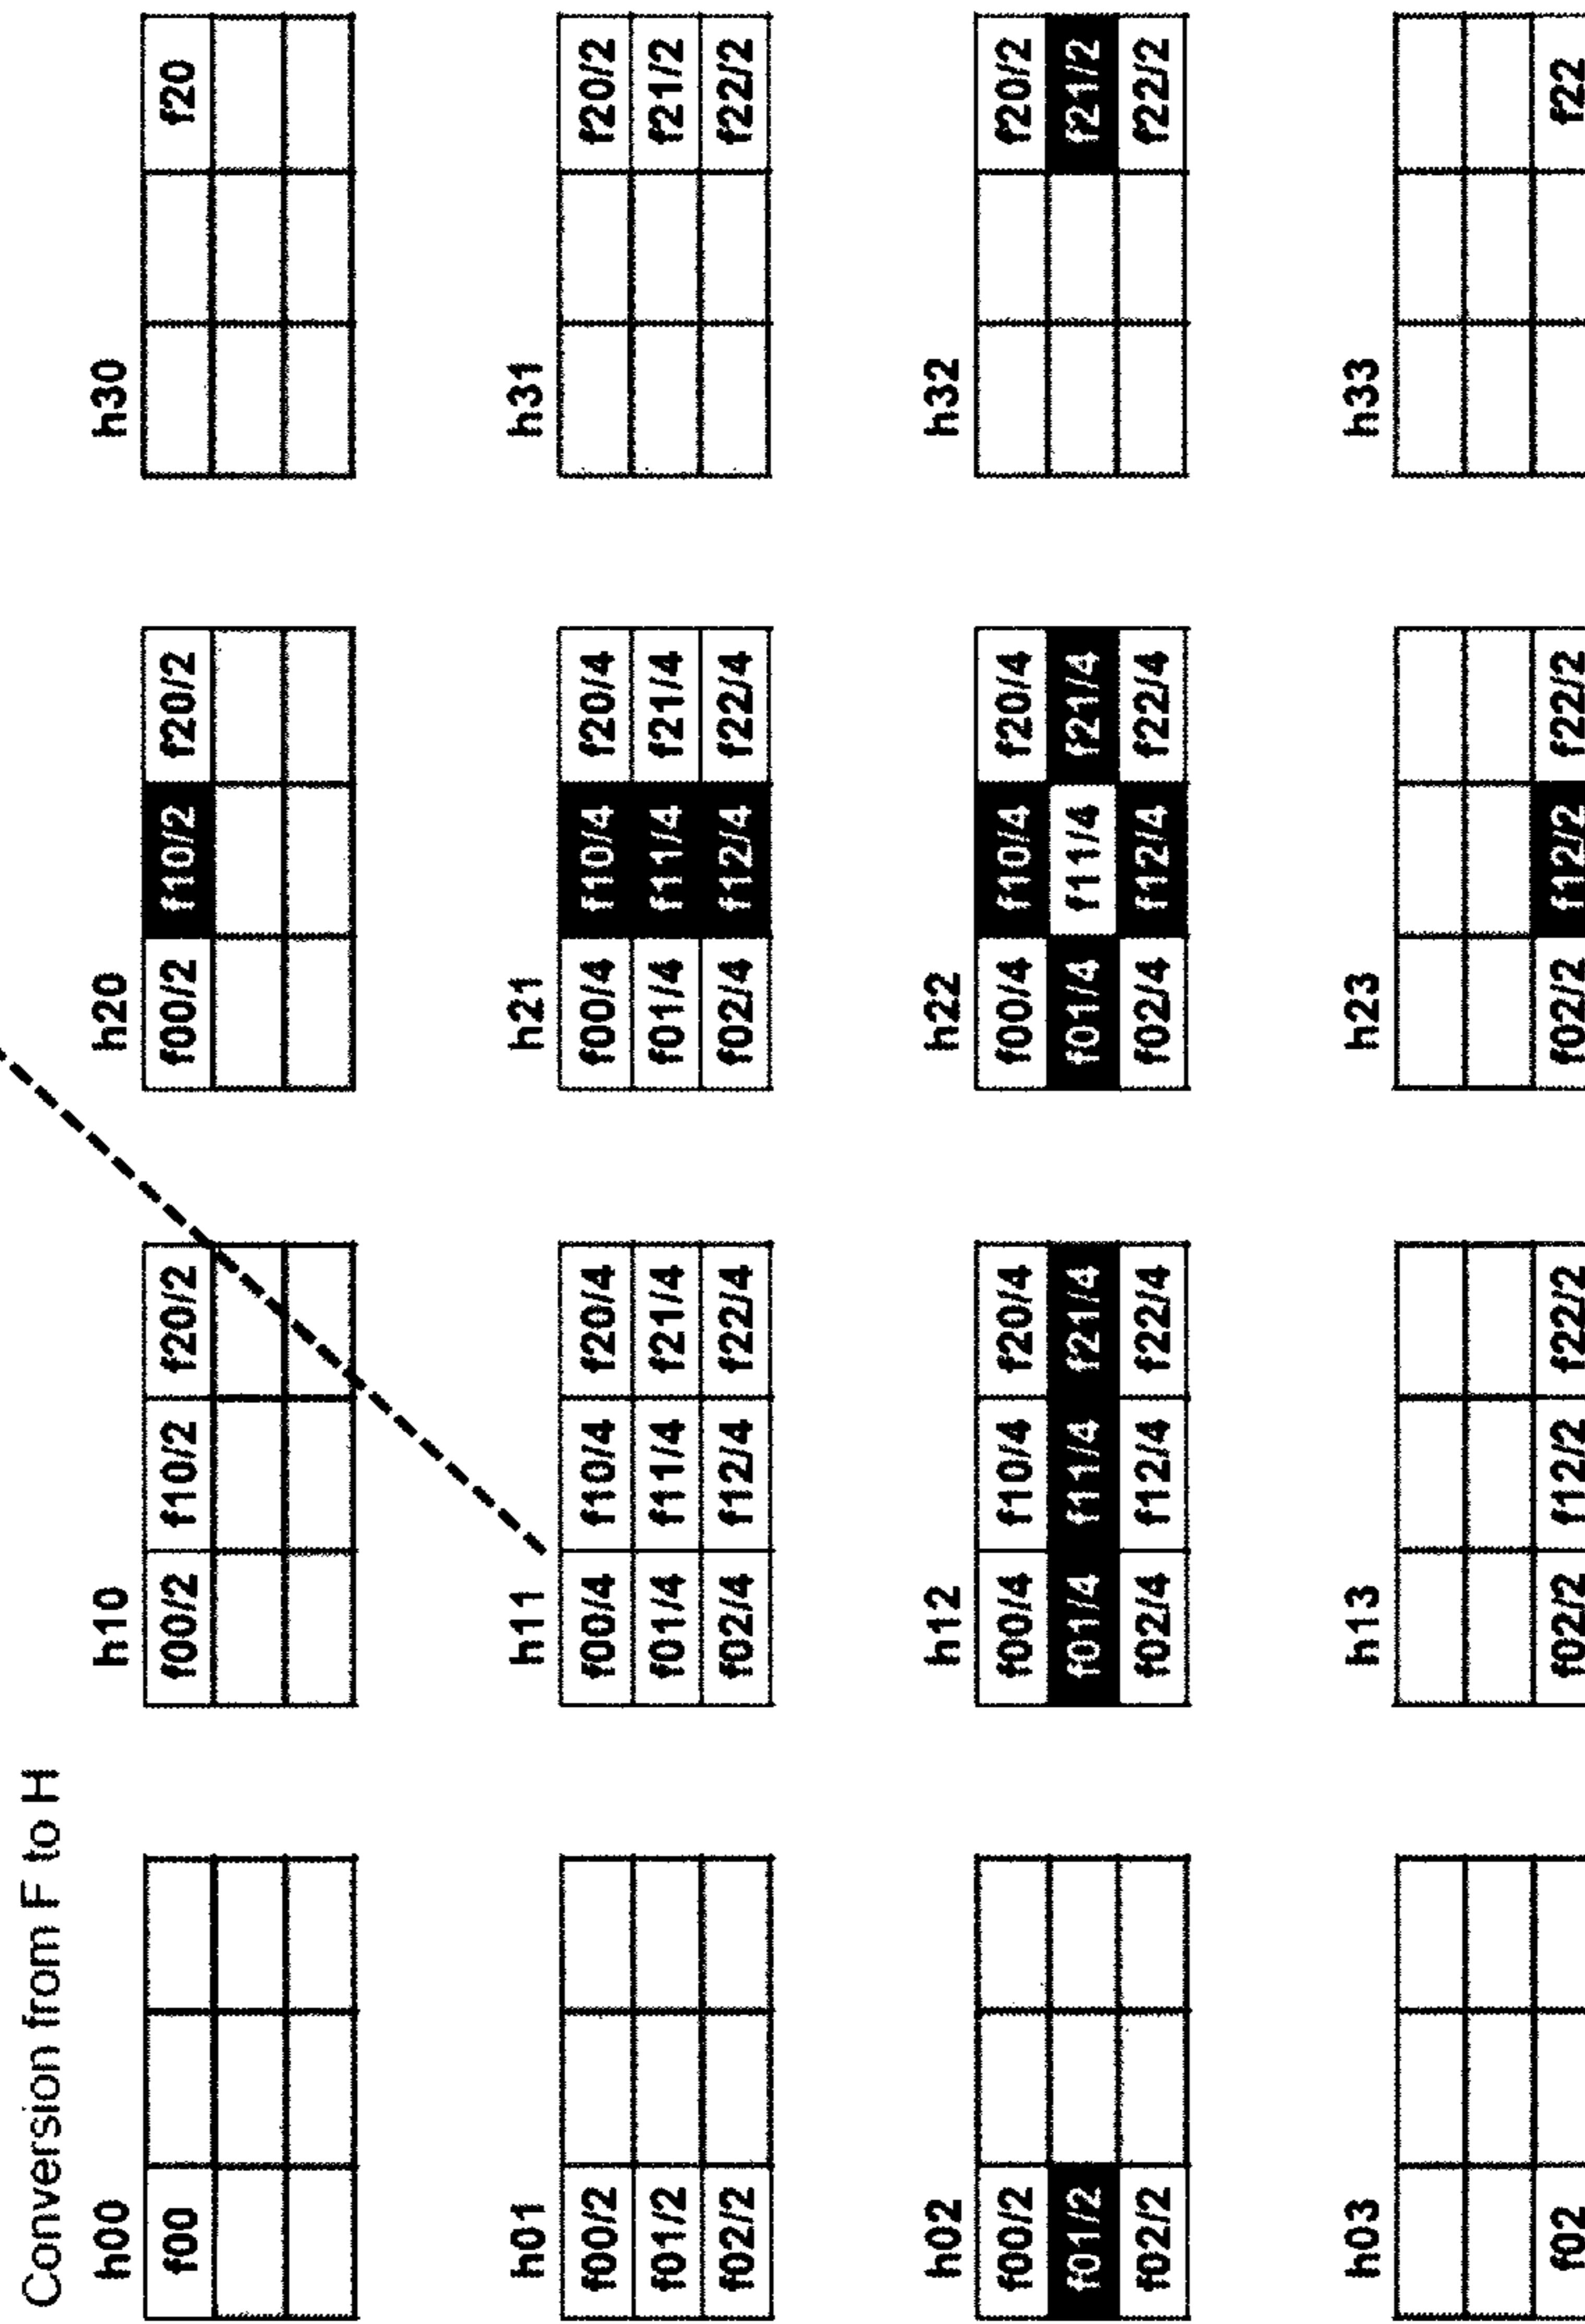 Conversion from F to H
h00 h10 h20 h30
f00 f00/2 f10/2 f20/2 f00/2 f10/2 f20/2 f20
h01 h11 h21 h31
f00/2 f00/4 f10/4 f20/4 f00/4 f10/4 f20/4 f20/2
f01/2 f01/4 f11/4 f21/4 f01/4 f11/4 f21/4 f21/2
f02/2 f02/4 f12/4 f22/4 f02/4 f12/4 f22/4 f22/2
h02 h12 h22 h32
f00/2 f00/4 f10/4 f20/4 f00/4 f10/4 f20/4 f20/2
f01/2 f01/4 f11/4 f21/4 f01/4 f11/4 f21/4 f21/2
f02/2 f02/4 f12/4 f22/4 f02/4 f12/4 f22/4 f22/2
h03 h13 h23 h33
f02 f02/2 f12/2 f22/2 f02/2 f12/2 f22/2 f22